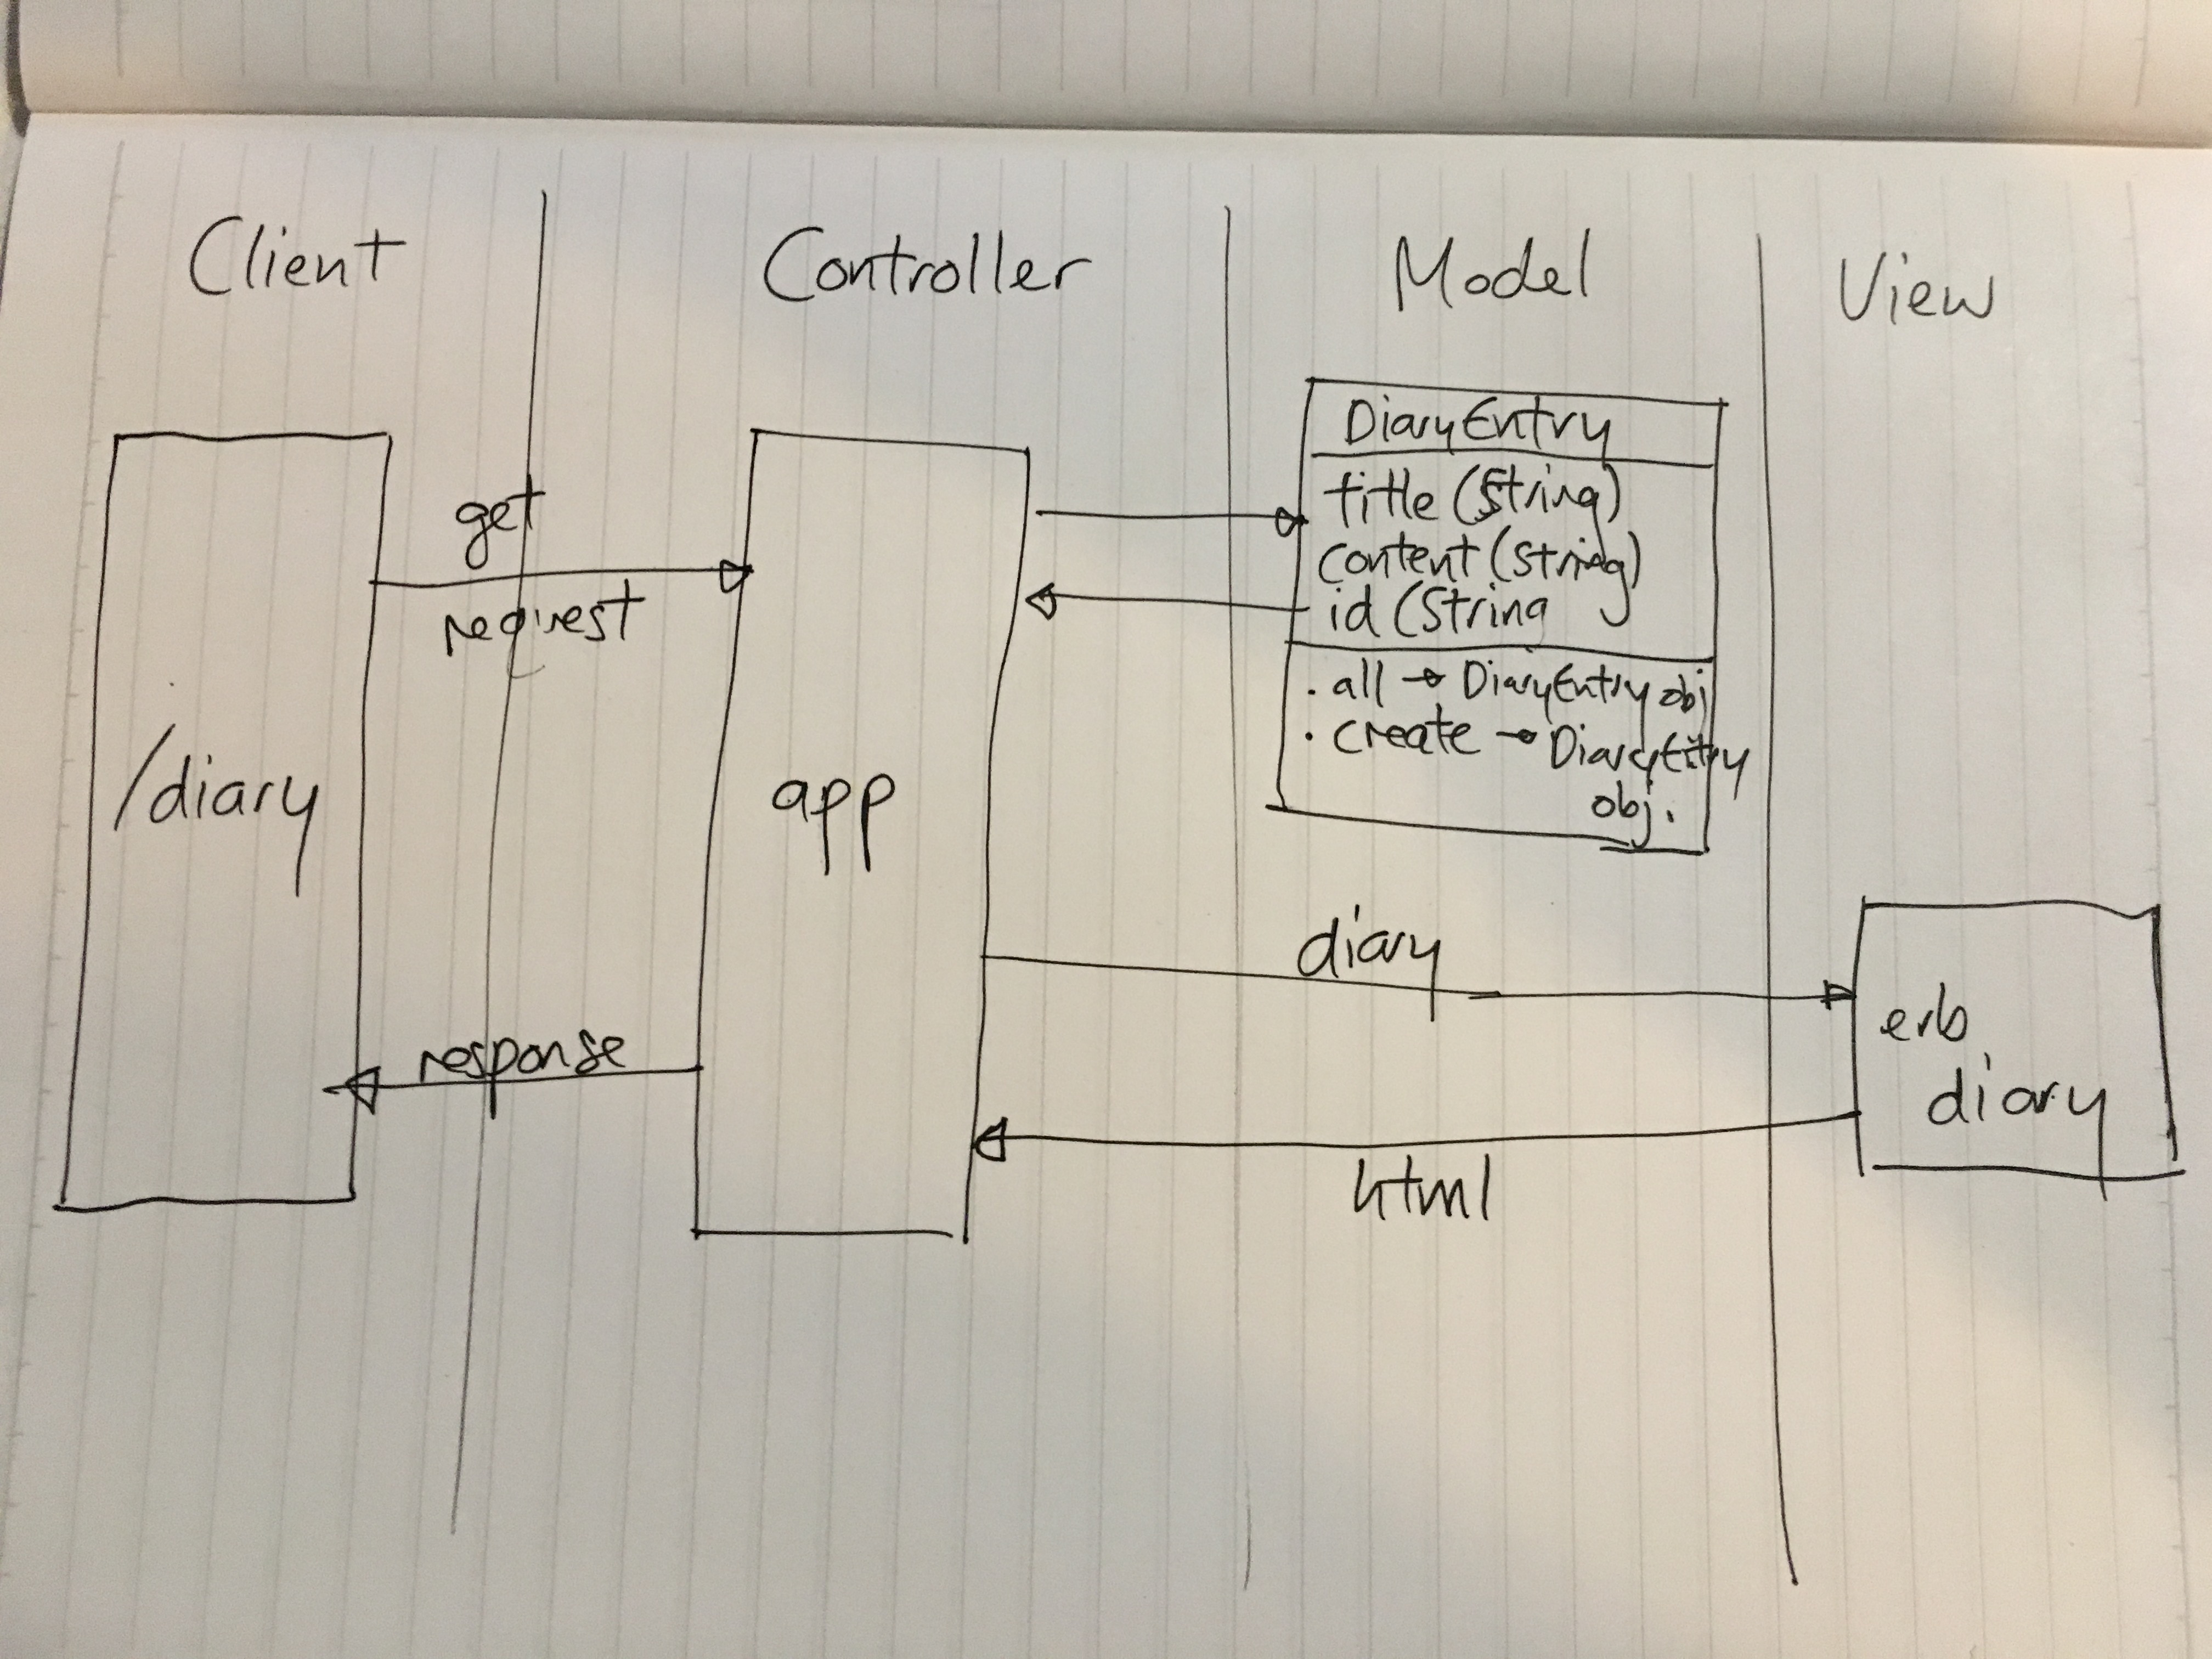 Client
Controller
Model
View
get
request
/diary
response
app
DiaryEntry
title (String)
content (String)
id (String
. all → DiaryEntry obj
. create → DiaryEntry
obj.
diary
html
erb
diary